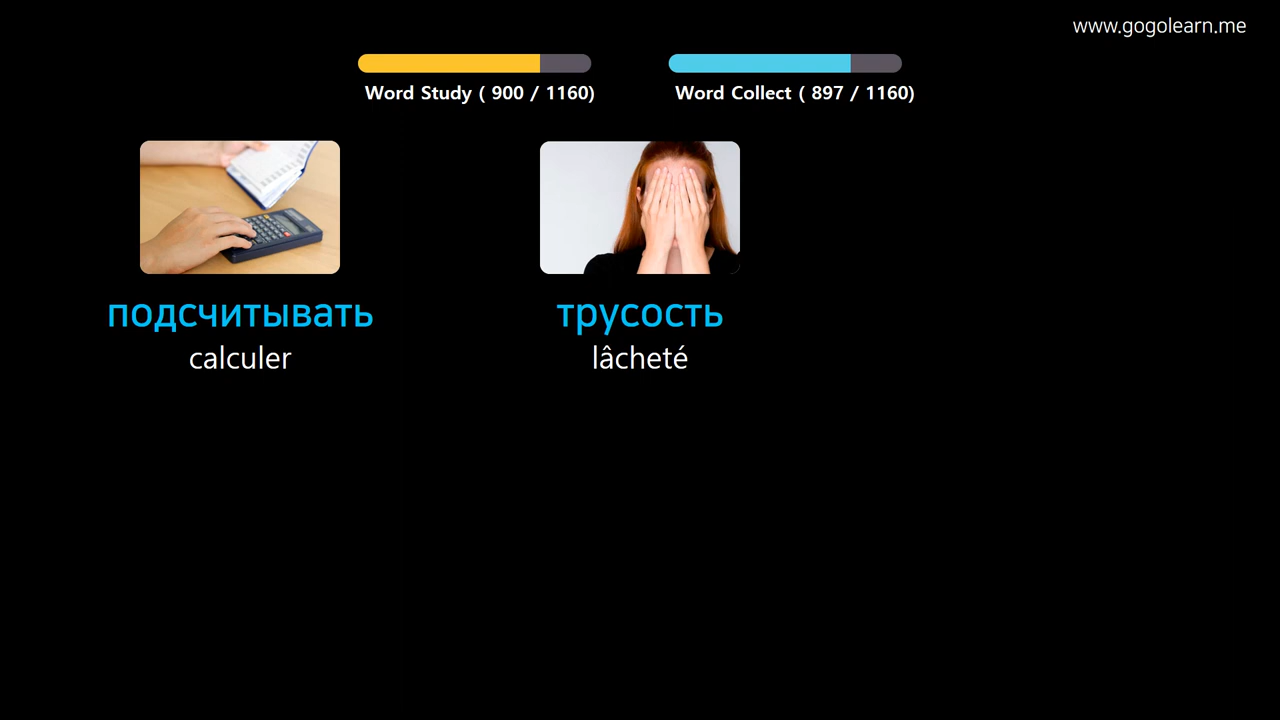 www.gogolearn.me
Word Study ( 900 / 1160)
Word Collect ( 897 / 1160)
подсчитывать
calculer
трусость
lâcheté